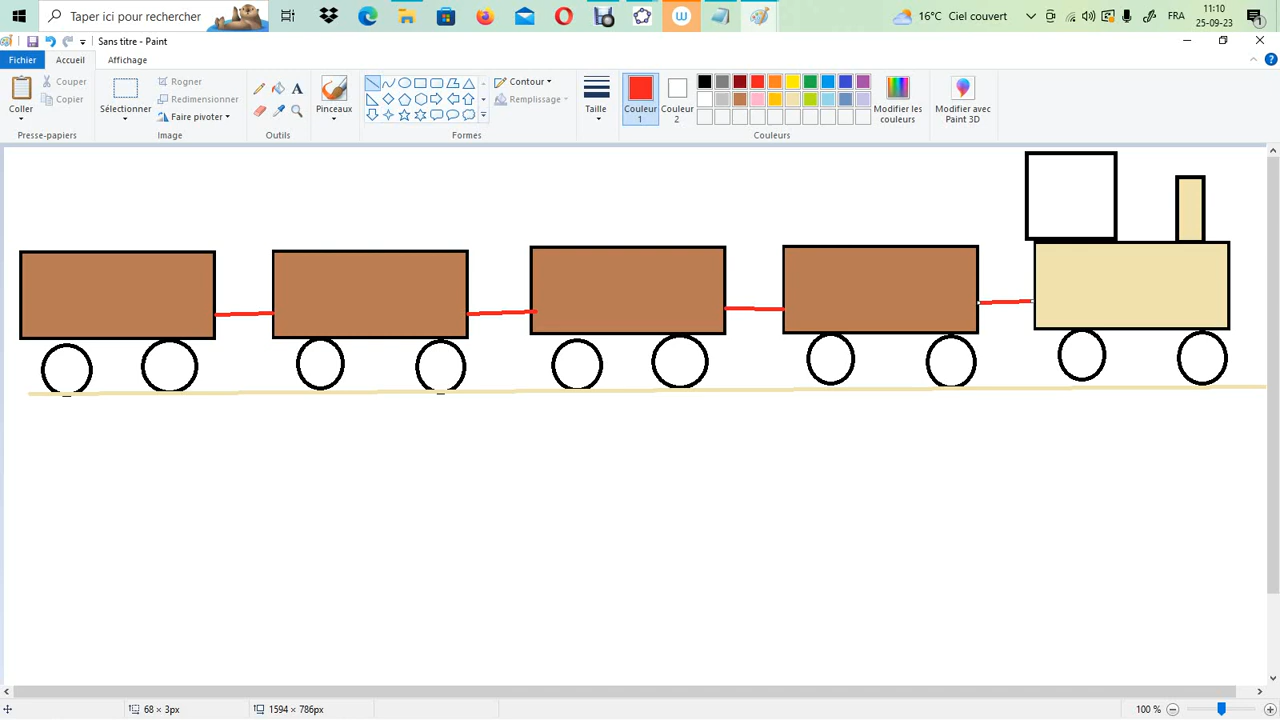 Taper ici pour rechercher
w
16°C Ciel couvert
FRA
11:10
25-09-23
1
Sans titre - Paint
Fichier
Accueil
Affichage
Coller
Couper
Copier
Presse-papiers
Sélectionner
Rogner
Redimensionner
Faire pivoter
Image
A
Outils
Pinceaux
Contour
Remplissage
Formes
Taille
Couleur
1
Couleur
2
Modifier les
couleurs
Couleurs
Modifier avec
Paint 3D
68 × 3px
1594 × 786px
100 %